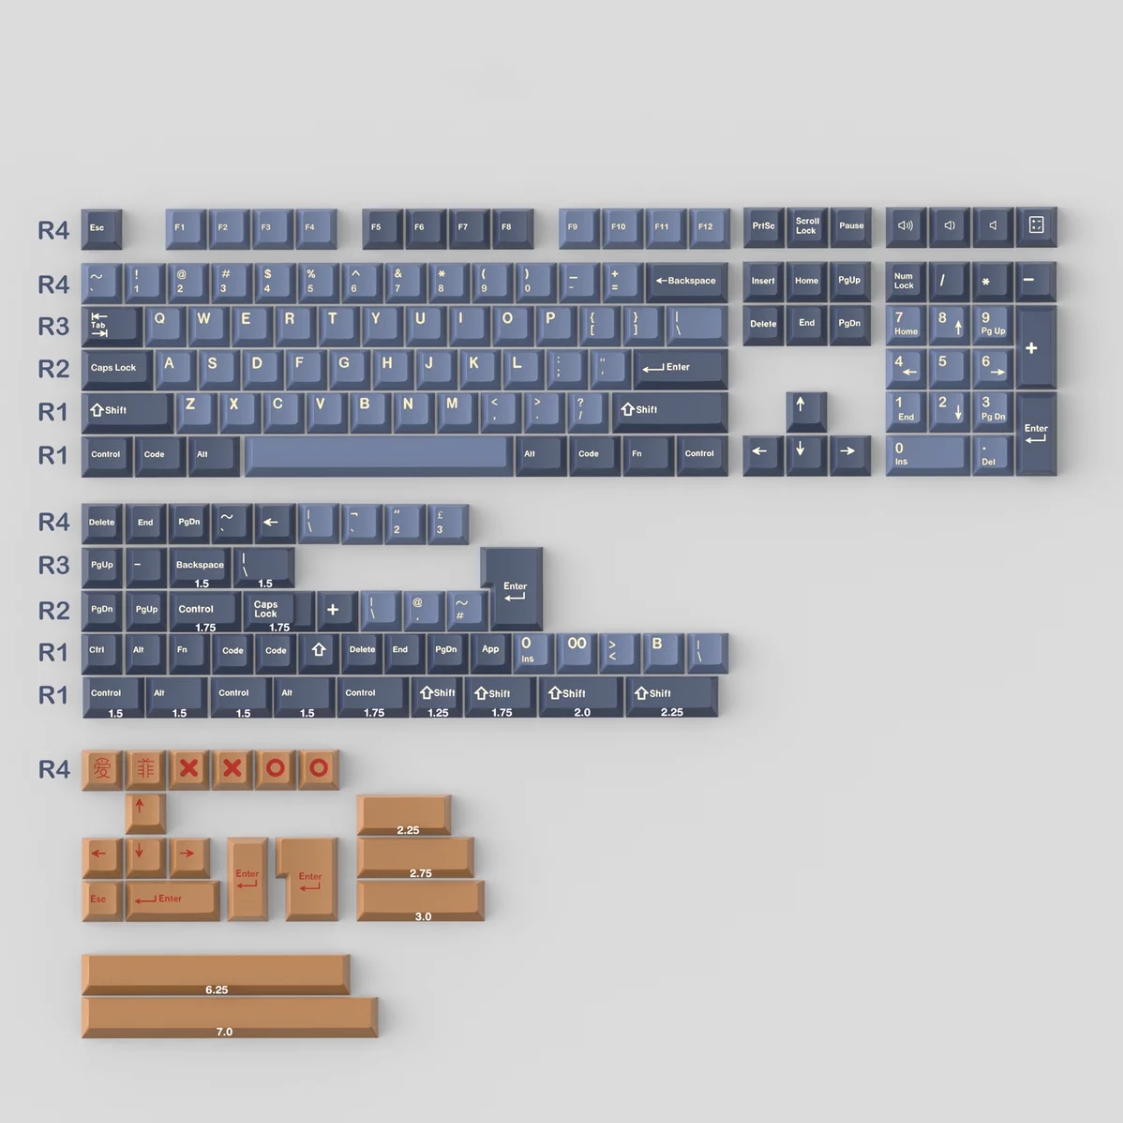 R4 Esc F1 F2 F3 F4 F5 F6 F7 F8 F9 F10 F11 F12 PrtSc Scroll Lock Pause
R4 ~ ` ! 1 @ 2 # 3 $ 4 % 5 ^ 6 & 7 * 8 ( 9 ) 0 _ - + = ←Backspace Insert Home PgUp Num Lock / * −
R3 Tab Q W E R T Y U I O P { [ } ] | \ Delete End PgDn 7 Home 8 ↑ 9 Pg Up +
R2 Caps Lock A S D F G H J K L : ; " ' Enter 4 ← 5 6 →
R1 Shift Z X C V B N M < , > . ? / Shift ↑ 1 End 2 ↓ 3 Pg Dn Enter
R1 Control Code Alt Alt Code Fn Control ← ↓ → 0 Ins . Del
R4 Delete End PgDn ~ ` ← | \ ¬ ` " 2 £ 3
R3 PgUp − Backspace 1.5 | \ 1.5 Enter
R2 PgDn PgUp Control 1.75 Caps Lock 1.75 + | \ @ ' ~ #
R1 Ctrl Alt Fn Code Code Delete End PgDn App 0 Ins 00 > < B | \
R1 Control 1.5 Alt 1.5 Control 1.5 Alt 1.5 Control 1.75 Shift 1.25 Shift 1.75 Shift 2.0 Shift 2.25
R4
↑
2.25
← ↓ → Enter Enter
2.75
Esc Enter
3.0
6.25
7.0